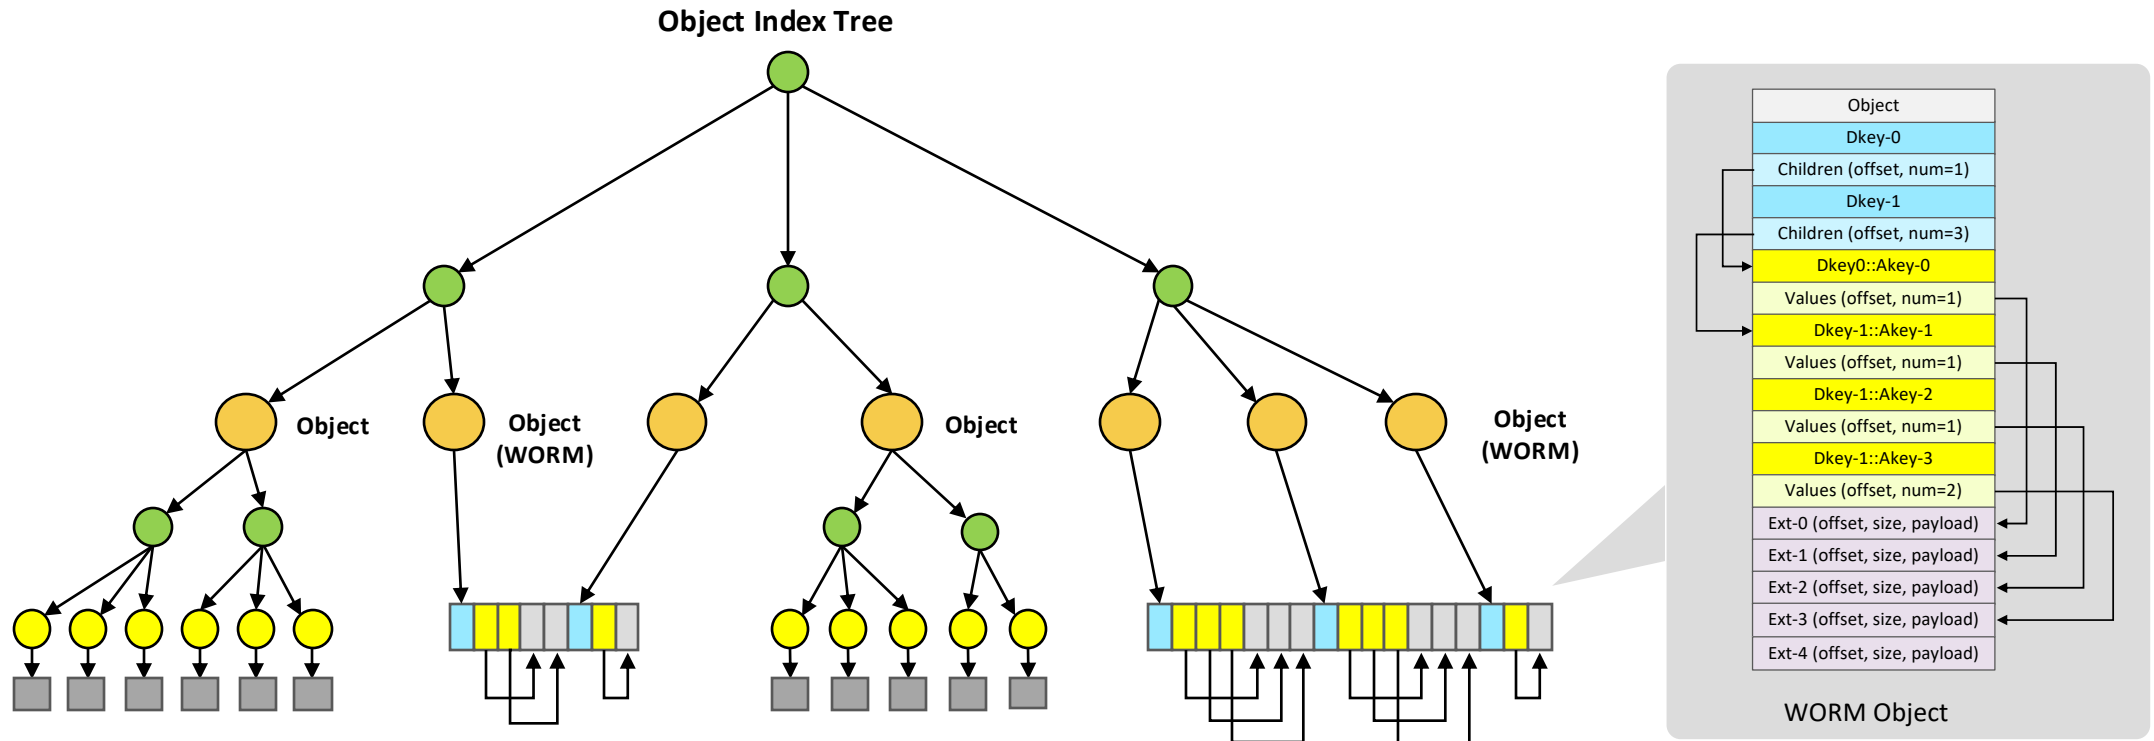 Object Index Tree
Object
Object
(WORM)
Object
Object
(WORM)
Object
Dkey-0
Children (offset, num=1)
Dkey-1
Children (offset, num=3)
Dkey0::Akey-0
Values (offset, num=1)
Dkey-1::Akey-1
Values (offset, num=1)
Dkey-1::Akey-2
Values (offset, num=1)
Dkey-1::Akey-3
Values (offset, num=2)
Ext-0 (offset, size, payload)
Ext-1 (offset, size, payload)
Ext-2 (offset, size, payload)
Ext-3 (offset, size, payload)
Ext-4 (offset, size, payload)
WORM Object